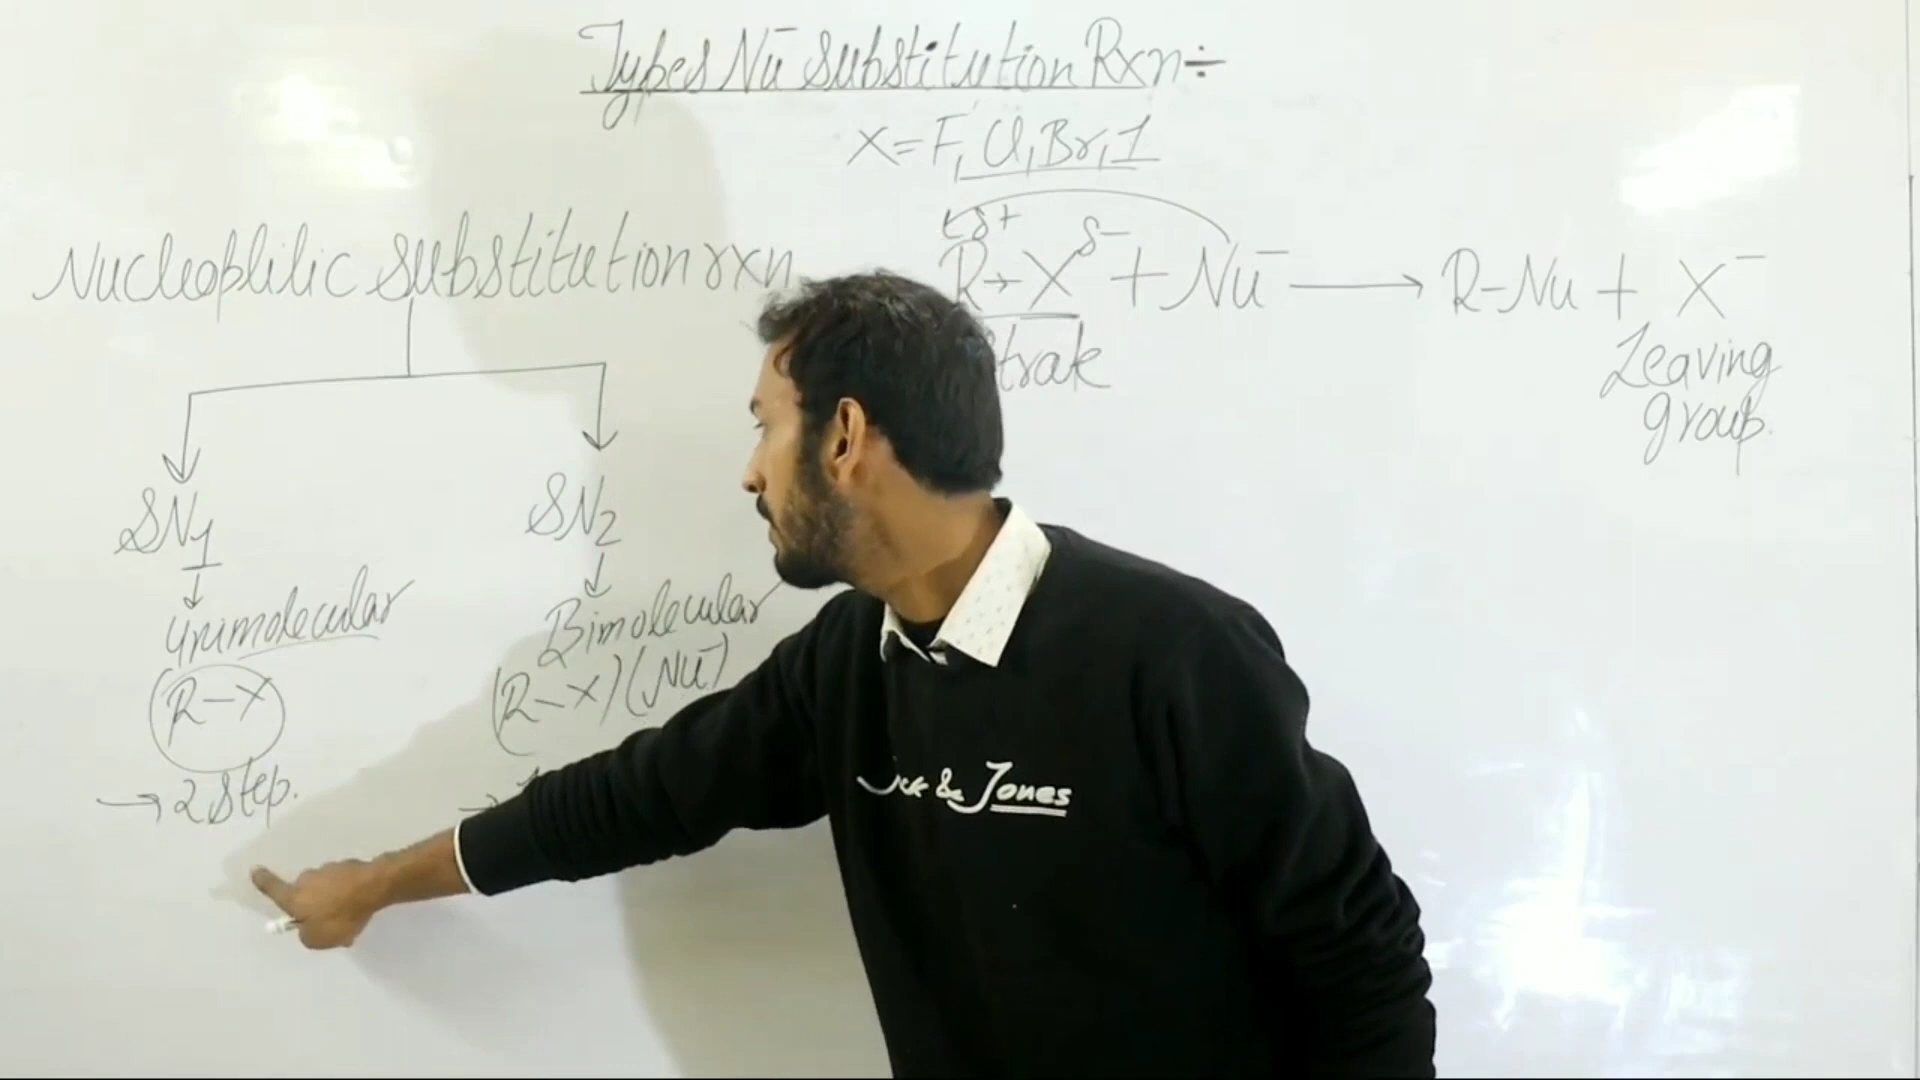 Types Nu⁻ Substitution Rxn÷
X = F, Cl, Br, I
Nucleophilic substitution rxn
δ+ δ-
R→X + Nu⁻ → R-Nu + X⁻
Leaving
group.
SN1
SN2
Unimolecular
Bimolecular
(R-X)
(R-X)(Nu⁻)
→ 2 Step.
& Jones